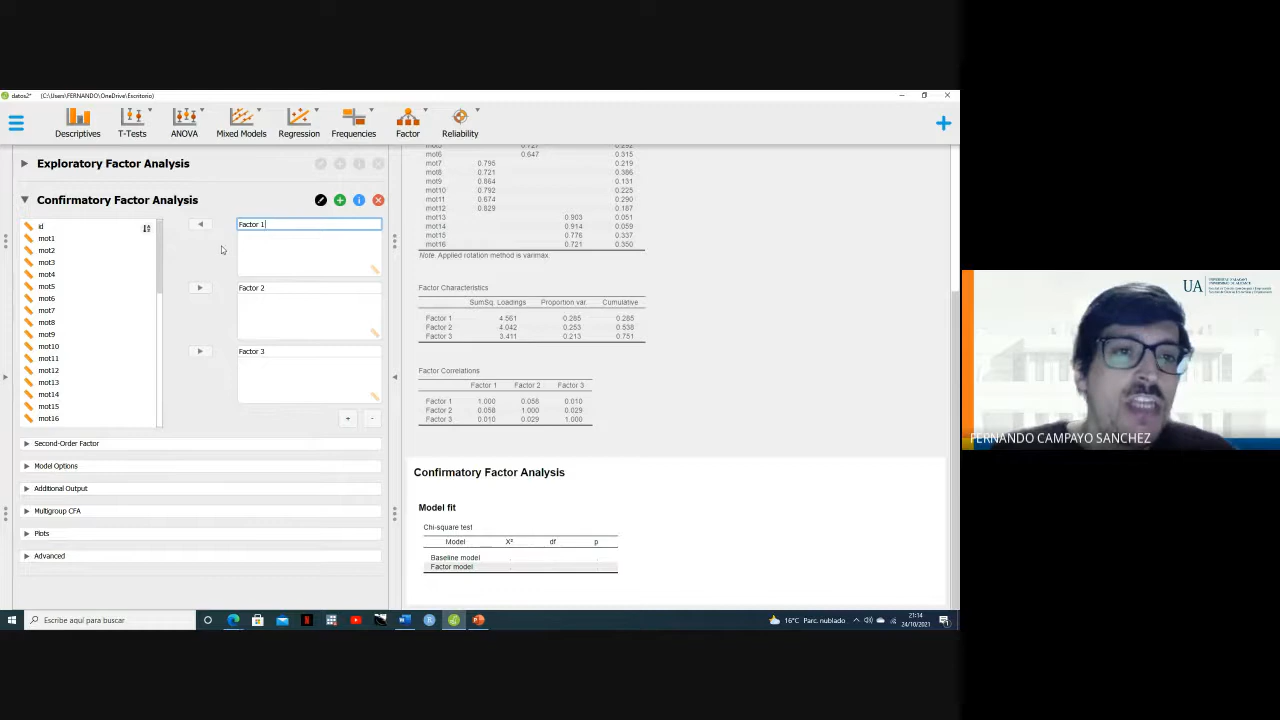 datos2* (C:\Users\FERNANDO\OneDrive\Escritorio)
Descriptives T-Tests ANOVA Mixed Models Regression Frequencies Factor Reliability
Exploratory Factor Analysis
Confirmatory Factor Analysis
id
mot1
mot2
mot3
mot4
mot5
mot6
mot7
mot8
mot9
mot10
mot11
mot12
mot13
mot14
mot15
mot16
Factor 1
Factor 2
Factor 3
+ -
Second-Order Factor
Model Options
Additional Output
Multigroup CFA
Plots
Advanced
mot6 0.647 0.315
mot7 0.795 0.219
mot8 0.721 0.386
mot9 0.864 0.131
mot10 0.792 0.225
mot11 0.674 0.290
mot12 0.829 0.187
mot13 0.903 0.051
mot14 0.914 0.059
mot15 0.776 0.337
mot16 0.721 0.350
Note. Applied rotation method is varimax.
Factor Characteristics
SumSq. Loadings Proportion var. Cumulative
Factor 1 4.561 0.285 0.285
Factor 2 4.042 0.253 0.538
Factor 3 3.411 0.213 0.751
Factor Correlations
Factor 1 Factor 2 Factor 3
Factor 1 1.000 0.058 0.010
Factor 2 0.058 1.000 0.029
Factor 3 0.010 0.029 1.000
Confirmatory Factor Analysis
Model fit
Chi-square test
Model X² df p
Baseline model
Factor model
Escribe aquí para buscar
16°C Parc. nublado
21:14
24/10/2021
UA
FERNANDO CAMPAYO SANCHEZ